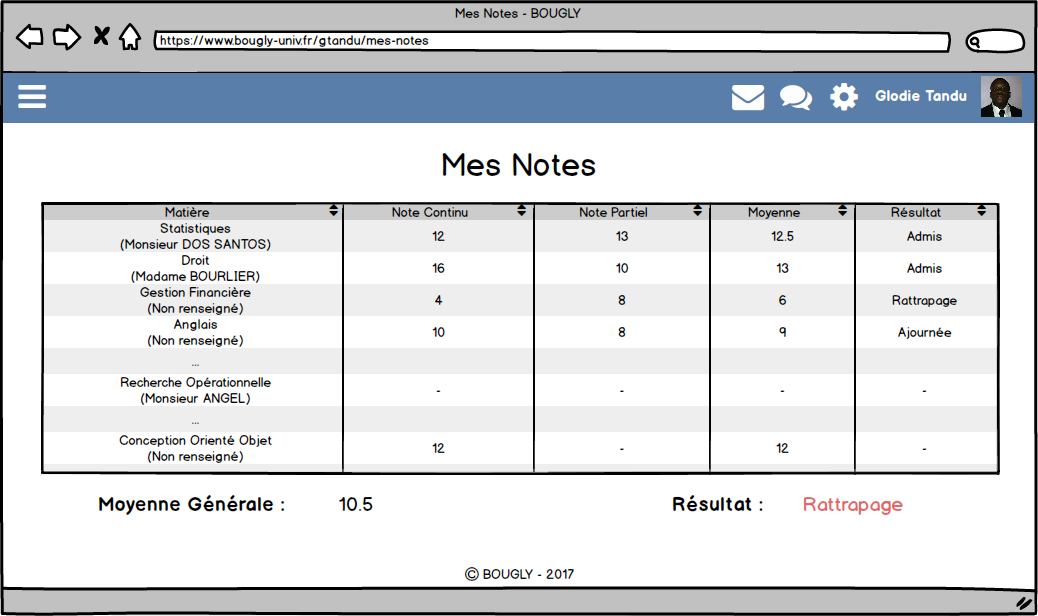 Mes Notes - BOUGLY
https://www.bougly-univ.fr/gtandu/mes-notes
Glodie Tandu
Mes Notes
Matière Note Continu Note Partiel Moyenne Résultat
Statistiques
(Monsieur DOS SANTOS) 12 13 12.5 Admis
Droit
(Madame BOURLIER) 16 10 13 Admis
Gestion Financière
(Non renseigné) 4 8 6 Rattrapage
Anglais
(Non renseigné) 10 8 9 Ajournée
...
Recherche Opérationnelle
(Monsieur ANGEL) - - - -
...
Conception Orienté Objet
(Non renseigné) 12 - 12 -
Moyenne Générale : 10.5 Résultat : Rattrapage
© BOUGLY - 2017